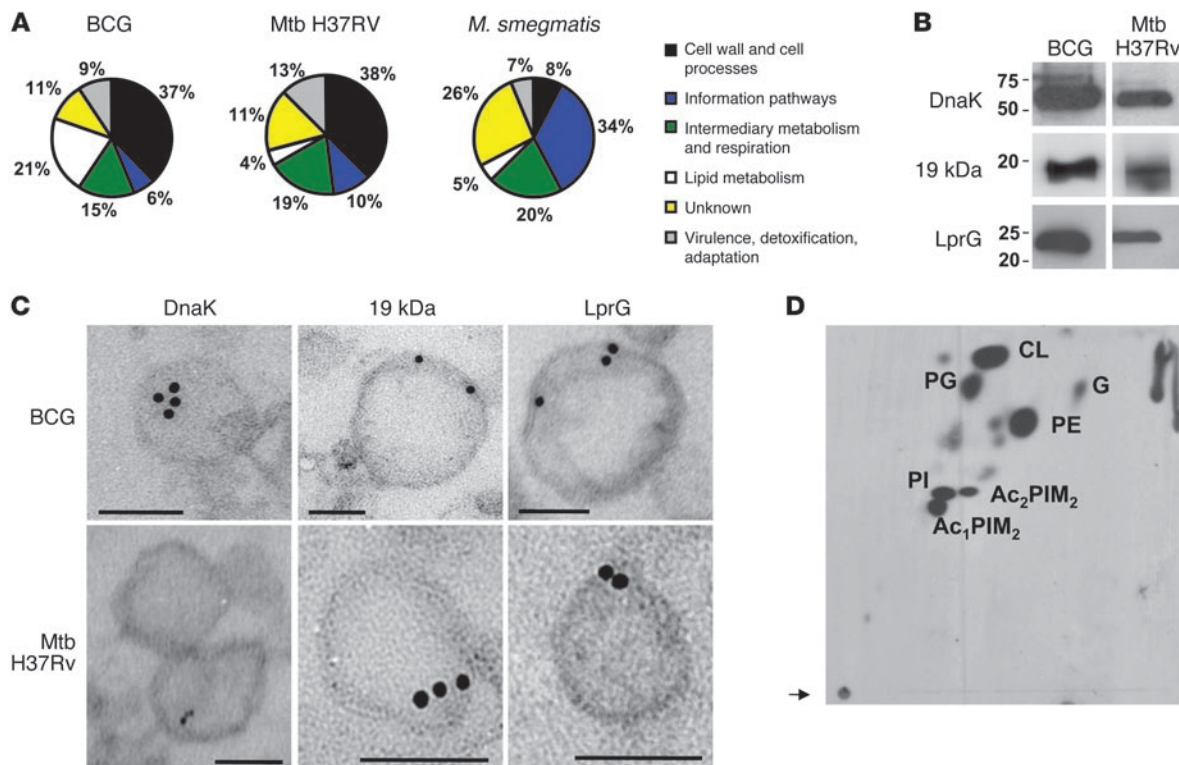 A
BCG
Mtb H37RV
M. smegmatis
9%
37%
11%
21%
15%
6%
13%
38%
11%
4%
19%
10%
7%
8%
26%
34%
5%
20%
Cell wall and cell
processes
Information pathways
Intermediary metabolism
and respiration
Lipid metabolism
Unknown
Virulence, detoxification,
adaptation
B
BCG
Mtb
H37Rv
DnaK
75
50
19 kDa
20
LprG
25
20
C
DnaK
19 kDa
LprG
BCG
Mtb
H37Rv
D
CL
PG
G
PE
PI
Ac₂PIM₂
Ac₁PIM₂